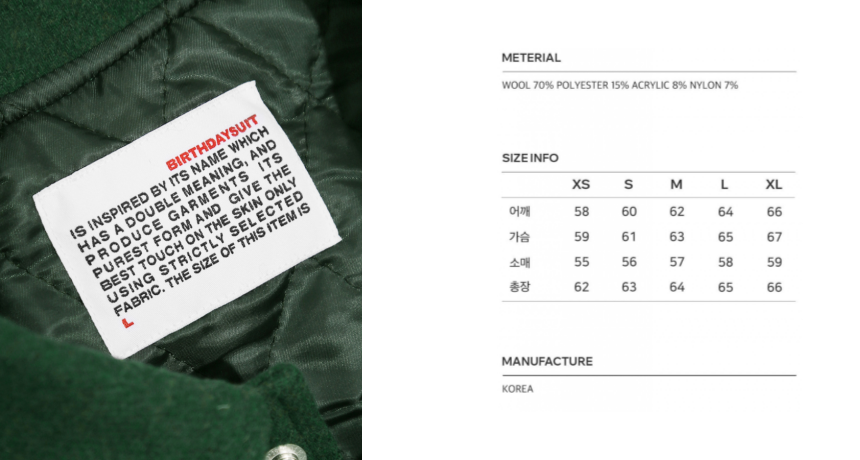 BIRTHDAYSUIT
IS INSPIRED BY ITS NAME WHICH
HAS A DOUBLE MEANING, AND
PRODUCE GARMENTS ITS
PUREST FORM AND GIVE THE
BEST TOUCH ON THE SKIN ONLY
USING STRICTLY SELECTED
FABRIC. THE SIZE OF THIS ITEM IS
L
METERIAL
WOOL 70% POLYESTER 15% ACRYLIC 8% NYLON 7%
SIZE INFO
XS S M L XL
어깨 58 60 62 64 66
가슴 59 61 63 65 67
소매 55 56 57 58 59
총장 62 63 64 65 66
MANUFACTURE
KOREA